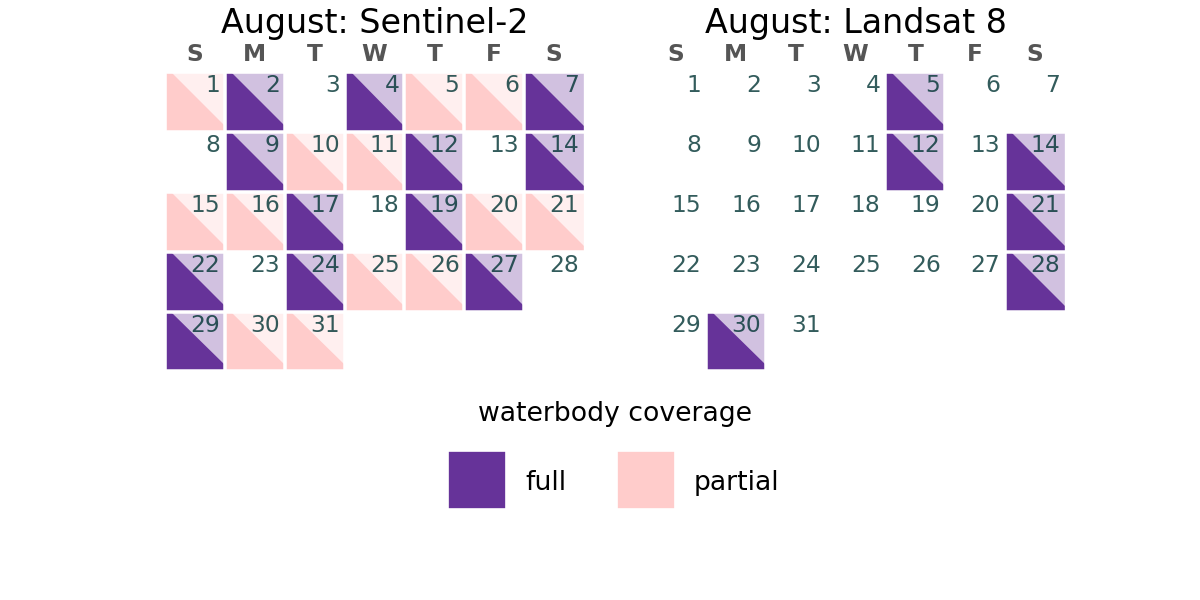 August: Sentinel-2
S M T W T F S
1 2 3 4 5 6 7
8 9 10 11 12 13 14
15 16 17 18 19 20 21
22 23 24 25 26 27 28
29 30 31
August: Landsat 8
S M T W T F S
1 2 3 4 5 6 7
8 9 10 11 12 13 14
15 16 17 18 19 20 21
22 23 24 25 26 27 28
29 30 31
waterbody coverage
full partial